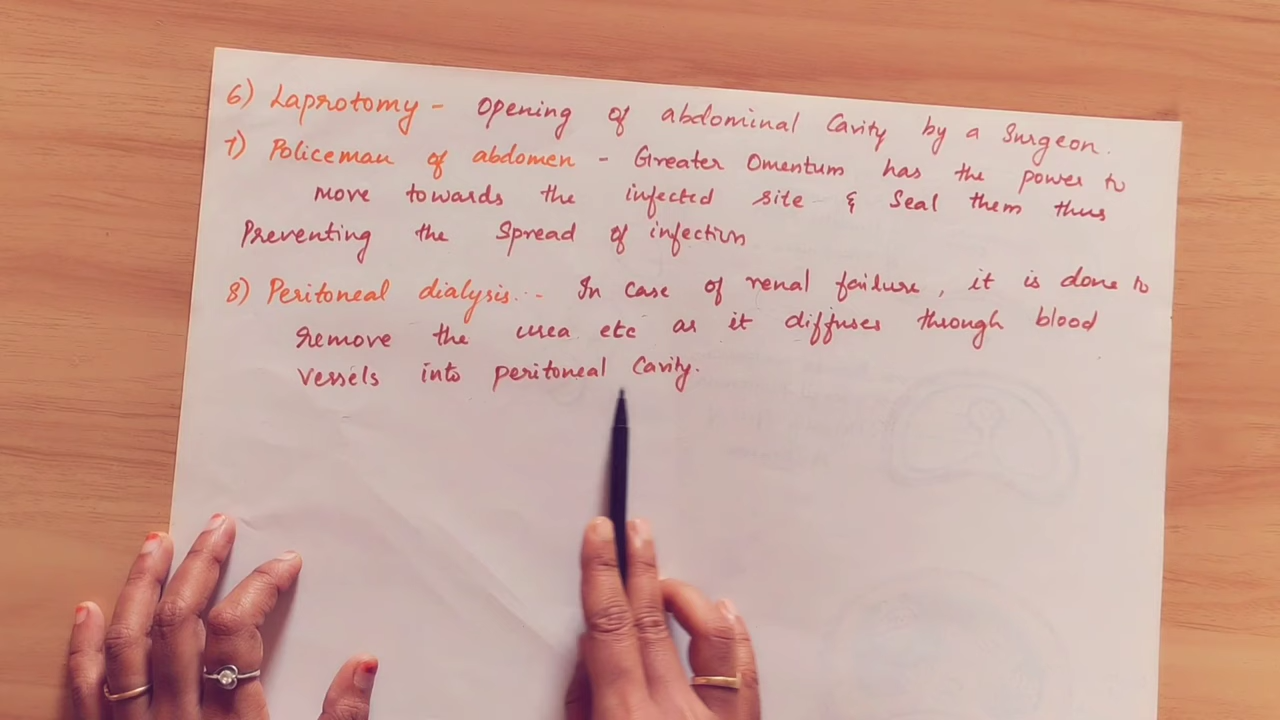 6) Laprotomy - Opening of abdominal Cavity by a Surgeon.
7) Policeman of abdomen - Greater Omentum has the power to
move towards the infected site & Seal them thus
Preventing the Spread of infection
8) Peritoneal dialysis.- In case of renal failure, it is done to
remove the urea etc as it diffuses through blood
vessels into peritoneal Cavity.